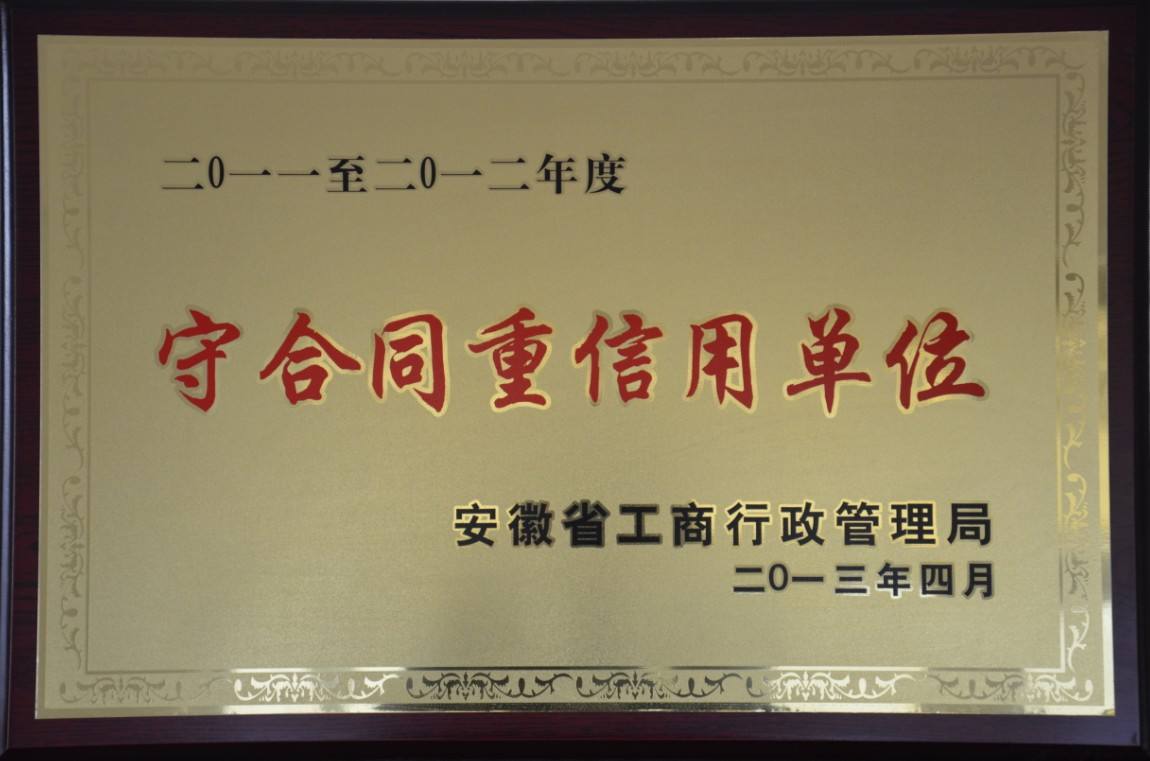 二0一一至二0一二年度
守合同重信用单位
安徽省工商行政管理局
二0一三年四月